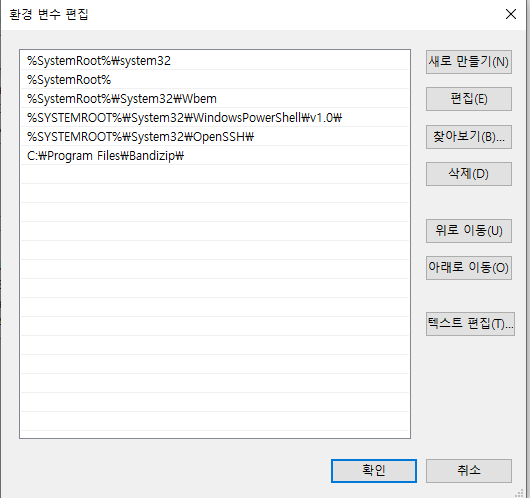 환경 변수 편집
%SystemRoot%₩system32
%SystemRoot%
%SystemRoot%₩System32₩Wbem
%SYSTEMROOT%₩System32₩WindowsPowerShell₩v1.0₩
%SYSTEMROOT%₩System32₩OpenSSH₩
C:₩Program Files₩Bandizip₩
새로 만들기(N)
편집(E)
찾아보기(B)...
삭제(D)
위로 이동(U)
아래로 이동(O)
텍스트 편집(T)...
확인
취소